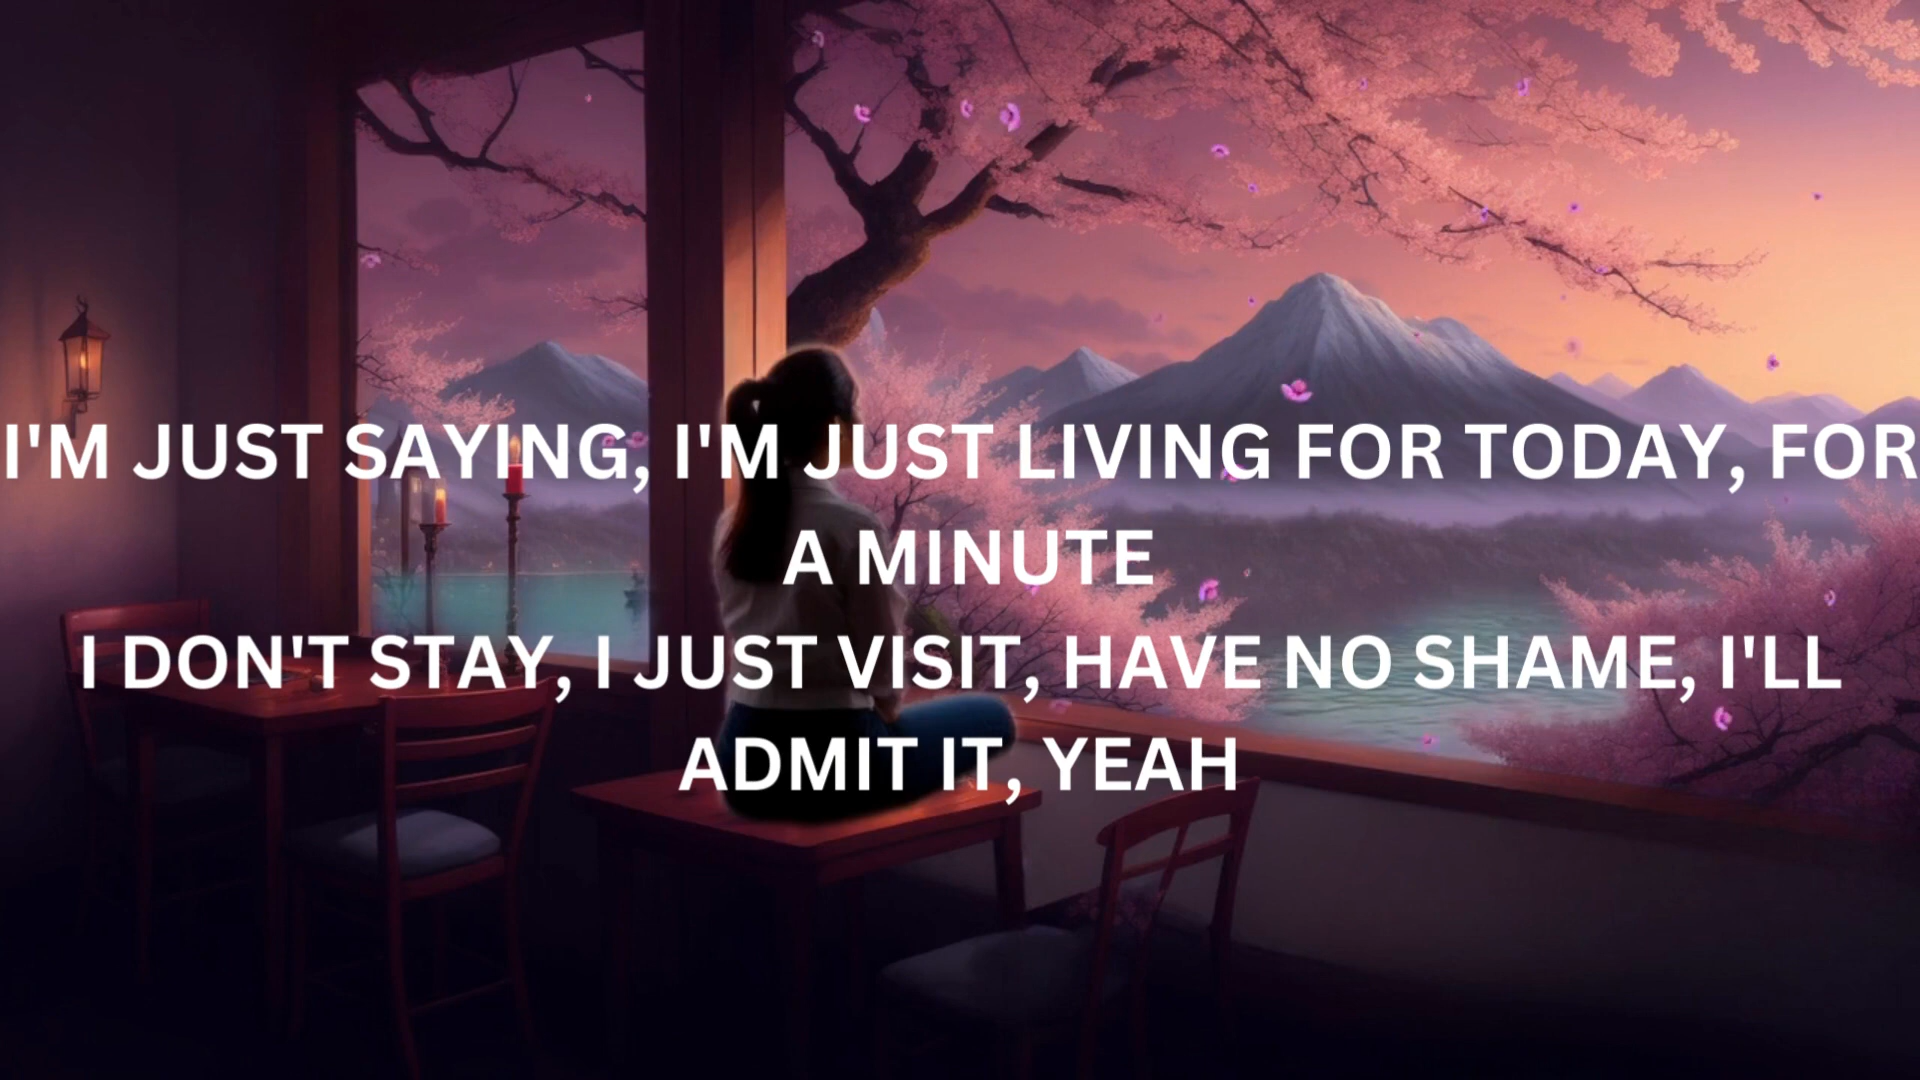 I'M JUST SAYING, I'M JUST LIVING FOR TODAY, FOR
A MINUTE
I DON'T STAY, I JUST VISIT, HAVE NO SHAME, I'LL
ADMIT IT, YEAH